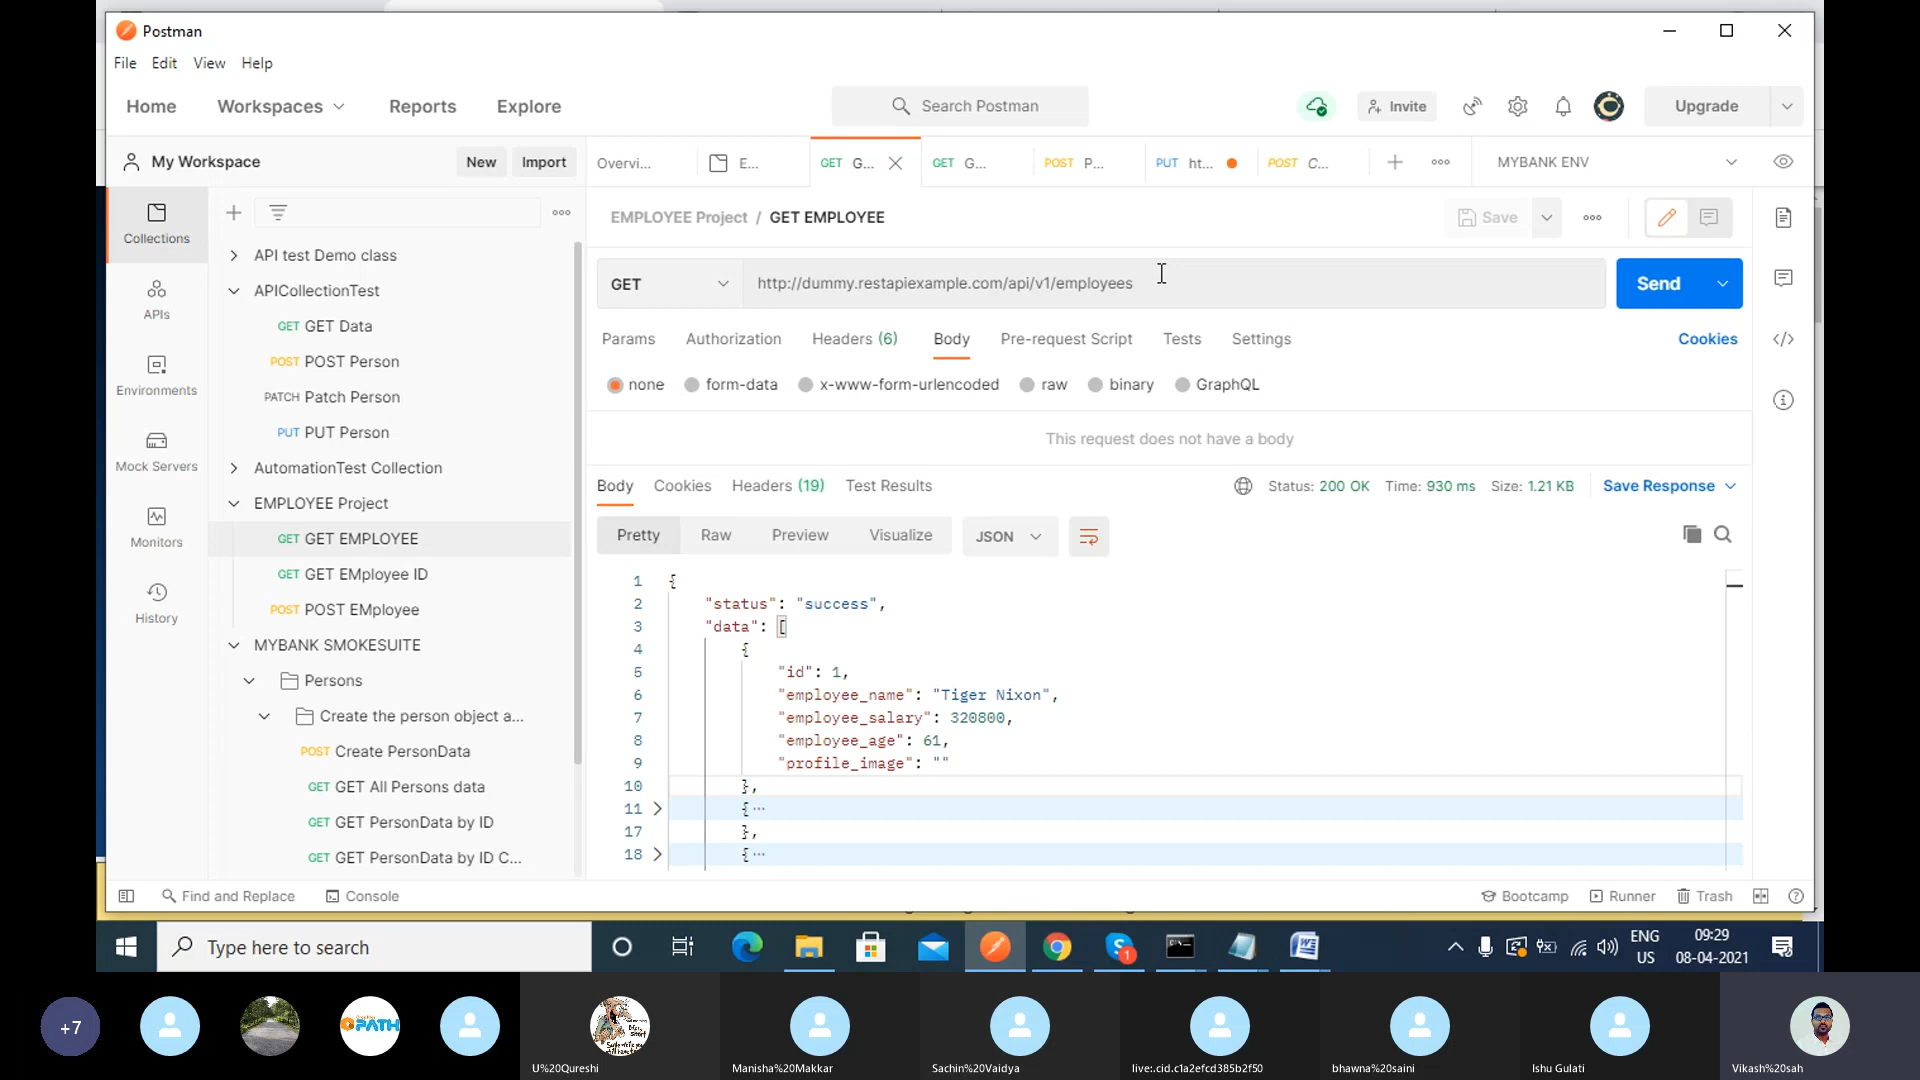 Postman
File Edit View Help
Home Workspaces Reports Explore Search Postman Invite Upgrade
My Workspace New Import Overvi... E... GET G... GET G... POST P... PUT ht... POST C... MYBANK ENV
EMPLOYEE Project / GET EMPLOYEE Save
Collections
APIs
Environments
Mock Servers
Monitors
History
API test Demo class
APICollectionTest
GET GET Data
POST POST Person
PATCH Patch Person
PUT PUT Person
AutomationTest Collection
EMPLOYEE Project
GET GET EMPLOYEE
GET GET EMployee ID
POST POST EMployee
MYBANK SMOKESUITE
Persons
Create the person object a...
POST Create PersonData
GET GET All Persons data
GET GET PersonData by ID
GET GET PersonData by ID C...
GET http://dummy.restapiexample.com/api/v1/employees Send
Params Authorization Headers (6) Body Pre-request Script Tests Settings Cookies
none form-data x-www-form-urlencoded raw binary GraphQL
This request does not have a body
Body Cookies Headers (19) Test Results Status: 200 OK Time: 930 ms Size: 1.21 KB Save Response
Pretty Raw Preview Visualize JSON
1 {
2 "status": "success",
3 "data": [
4 {
5 "id": 1,
6 "employee_name": "Tiger Nixon",
7 "employee_salary": 320800,
8 "employee_age": 61,
9 "profile_image": ""
10 },
11 {...
17 },
18 {...
Find and Replace Console Bootcamp Runner Trash
Type here to search ENG US 09:29 08-04-2021
+7 U%20Qureshi Manisha%20Makkar Sachin%20Vaidya live:.cid.c1a2efcd385b2f50 bhawna%20saini Ishu Gulati Vikash%20sah